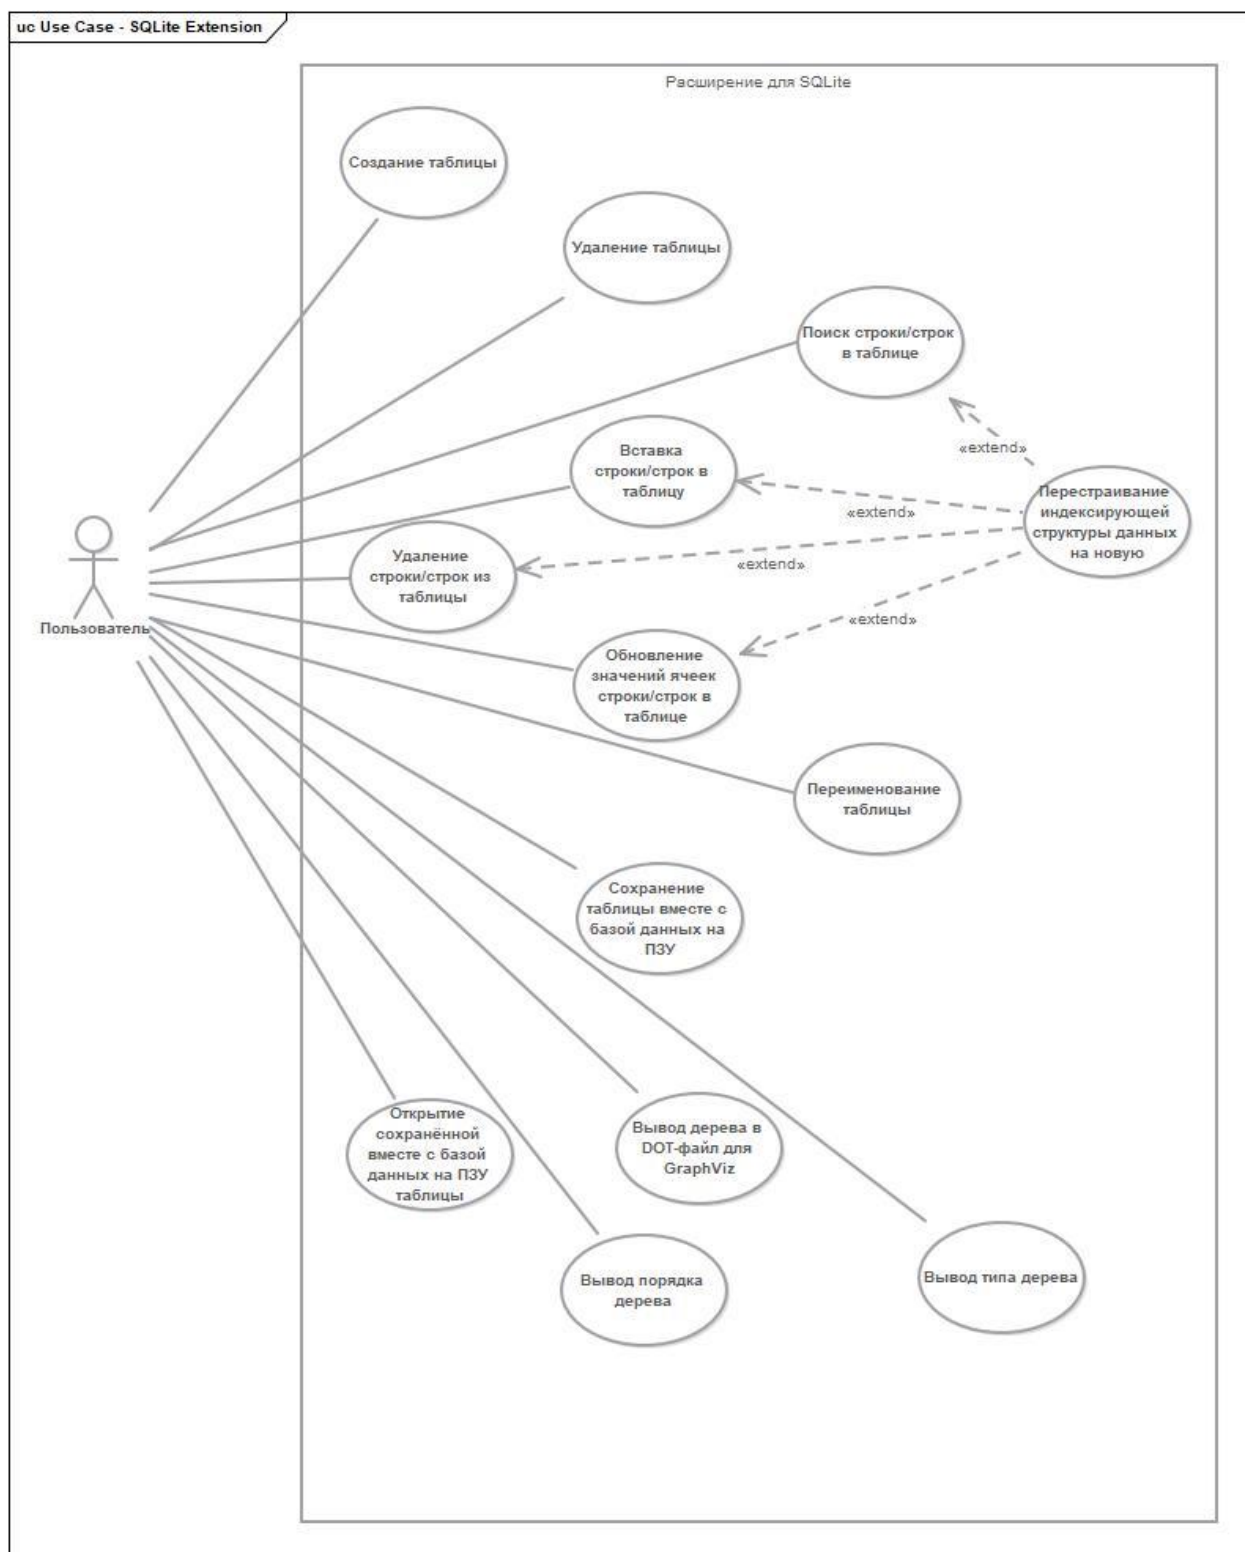 uc Use Case - SQLite Extension
Расширение для SQLite
Создание таблицы
Удаление таблицы
Поиск строки/строк
в таблице
«extend»
Вставка
строки/строк в
таблицу
«extend»
Перестраивание
индексирующей
структуры данных
на новую
Удаление
строки/строк из
таблицы
«extend»
Пользователь
«extend»
Обновление
значений ячеек
строки/строк в
таблице
Переименование
таблицы
Сохранение
таблицы вместе с
базой данных на
ПЗУ
Открытие
сохранённой
вместе с базой
данных на ПЗУ
таблицы
Вывод дерева в
DOT-файл для
GraphViz
Вывод порядка
дерева
Вывод типа дерева